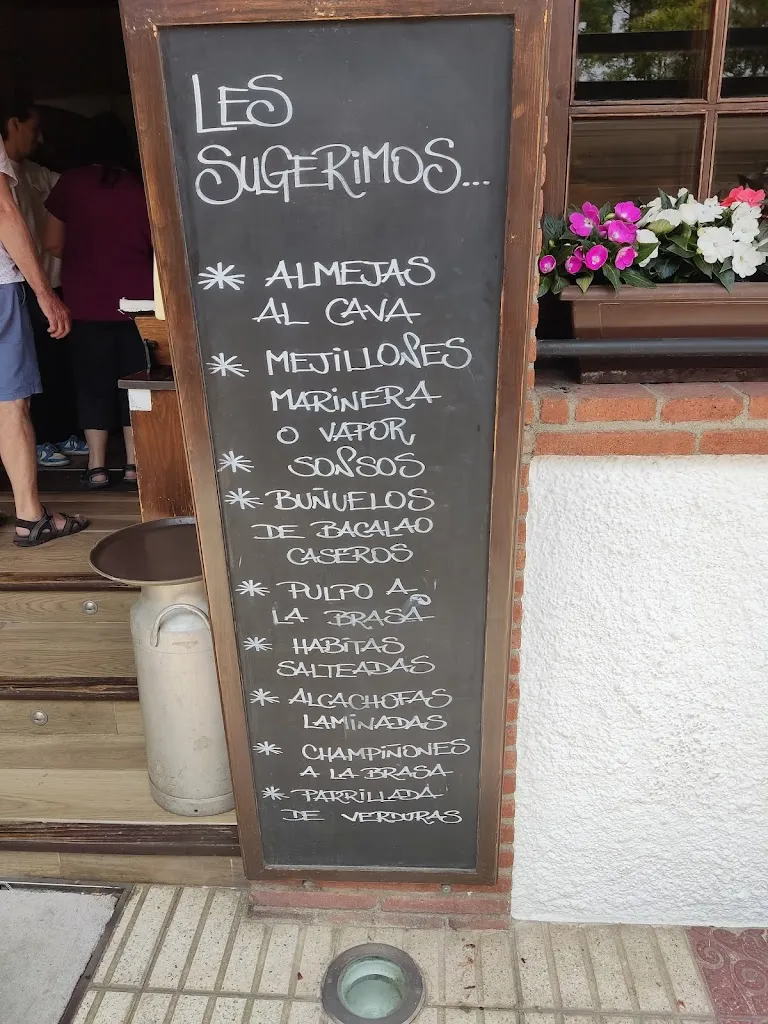 LES
SUGERIMOS...
* ALMEJAS
AL CAVA
* MEJILLONES
MARINERA
O VAPOR
* SONSOS
* BUÑUELOS
DE BACALAO
CASEROS
* PULPO A
LA BRASA
* HABITAS
SALTEADAS
* ALCACHOFAS
LAMINADAS
* CHAMPIÑONES
A LA BRASA
* PARRILLADA
DE VERDURAS